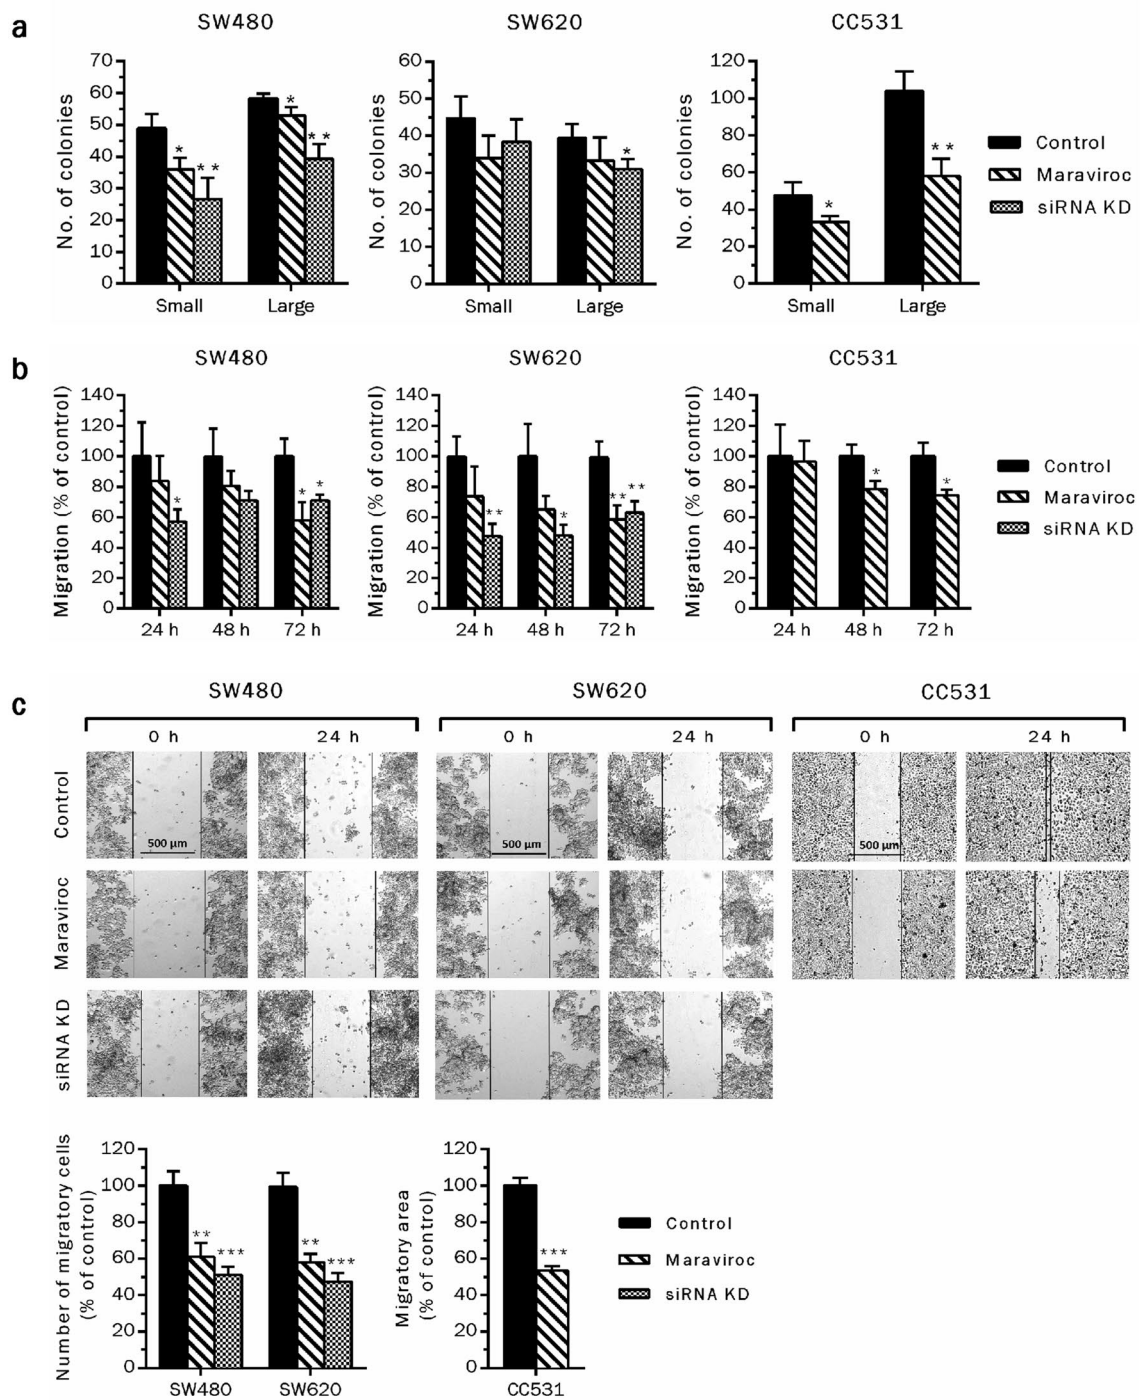 a
SW480
SW620
CC531
No. of colonies
70
60
50
40
30
20
10
0
* ** * **
Small Large
No. of colonies
60
50
40
30
20
10
0
*
Small Large
No. of colonies
120
100
80
60
40
20
0
* **
Small Large
Control
Maraviroc
siRNA KD
b
SW480
SW620
CC531
Migration (% of control)
140
120
100
80
60
40
20
0
* * *
24 h 48 h 72 h
Migration (% of control)
140
120
100
80
60
40
20
0
** * ** **
24 h 48 h 72 h
Migration (% of control)
140
120
100
80
60
40
20
0
* *
24 h 48 h 72 h
Control
Maraviroc
siRNA KD
c
SW480
SW620
CC531
0 h 24 h 0 h 24 h 0 h 24 h
Control
500 µm
500 µm
500 µm
Maraviroc
siRNA KD
Number of migratory cells
(% of control)
120
100
80
60
40
20
0
** *** ** ***
SW480 SW620
Migratory area
(% of control)
120
100
80
60
40
20
0
***
CC531
Control
Maraviroc
siRNA KD